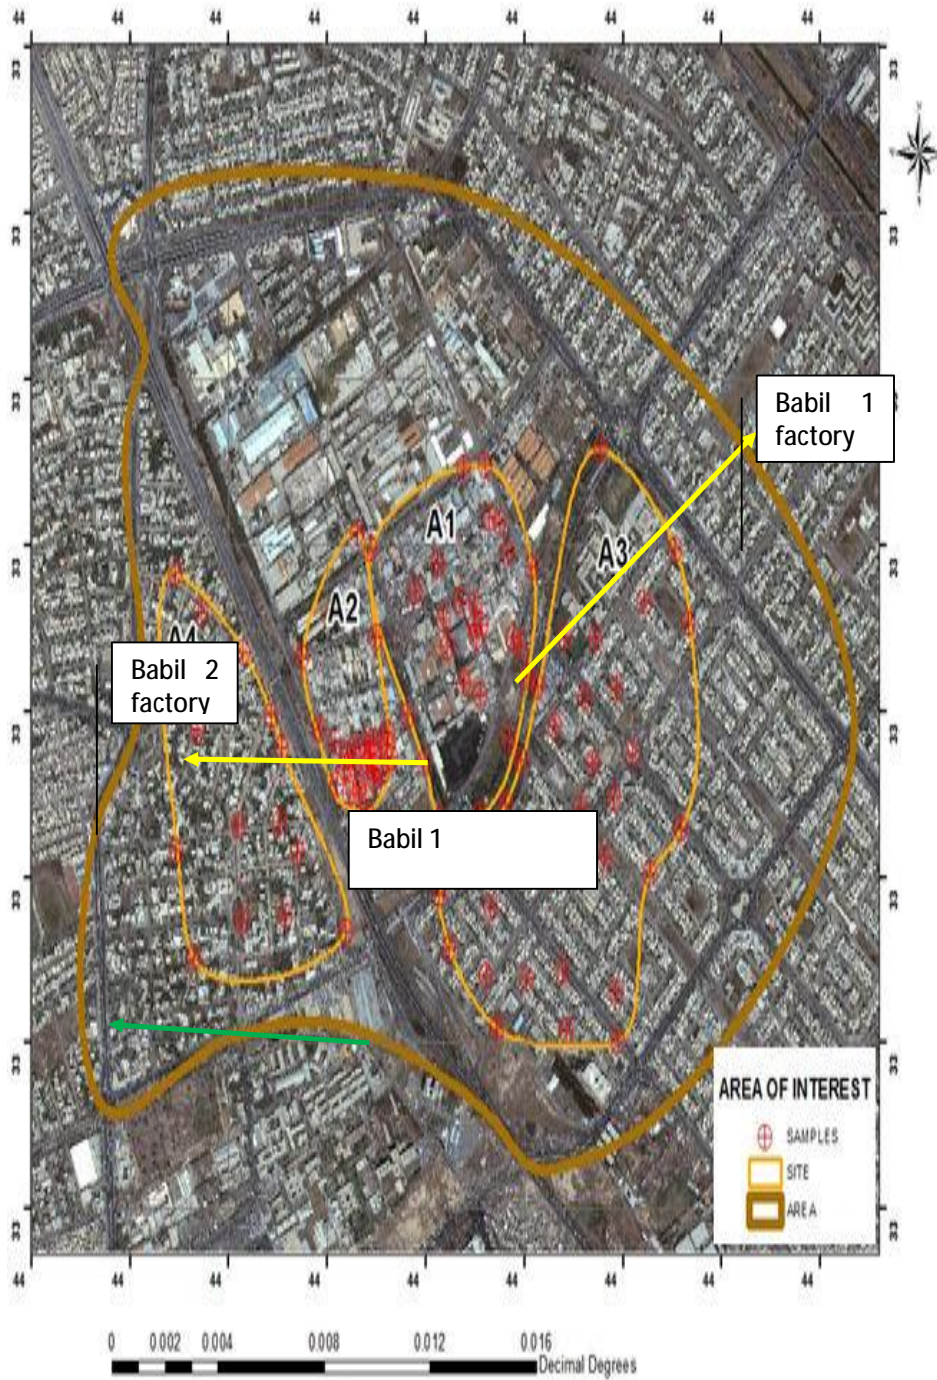 44 44 44 44 44 44 44 44 44
33 33
33 33
33 33
Babil 1
factory
A1
A3
33 33
A2
A4
Babil 2
factory
33 33
Babil 1
33 33
33 33
AREA OF INTEREST
SAMPLES
SITE
AREA
33 33
44 44 44 44 44 44 44 44 44
0 0.002 0.004 0.008 0.012 0.016
Decimal Degrees